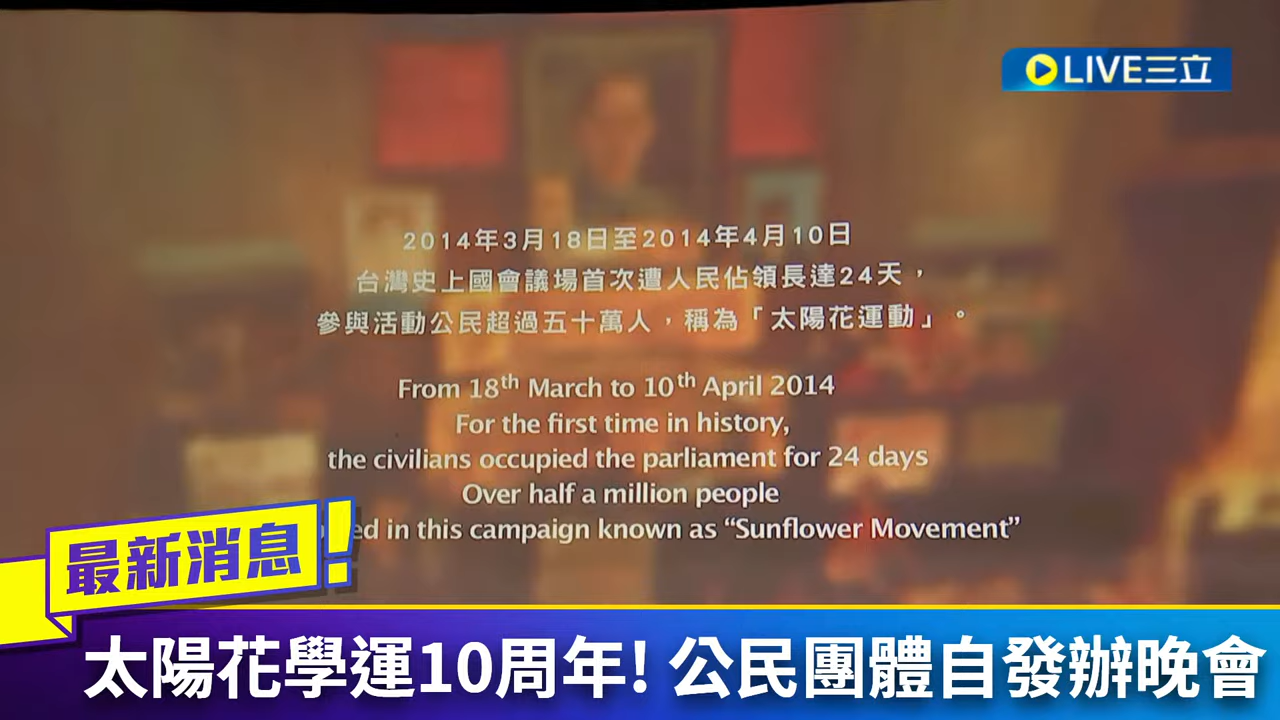 LIVE三立
2014年3月18日至2014年4月10日
台灣史上國會議場首次遭人民佔領長達24天，
參與活動公民超過五十萬人，稱為「太陽花運動」。
From 18th March to 10th April 2014
For the first time in history,
the civilians occupied the parliament for 24 days
Over half a million people
in this campaign known as “Sunflower Movement”
最新消息!
太陽花學運10周年! 公民團體自發辦晚會